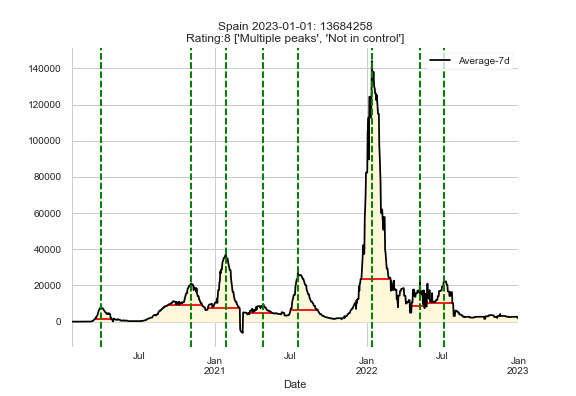 Spain 2023-01-01: 13684258
Rating:8 ['Multiple peaks', 'Not in control']
Average-7d
140000
120000
100000
80000
60000
40000
20000
0
Jul
Jan
2021
Jul
Jan
2022
Jul
Jan
2023
Date